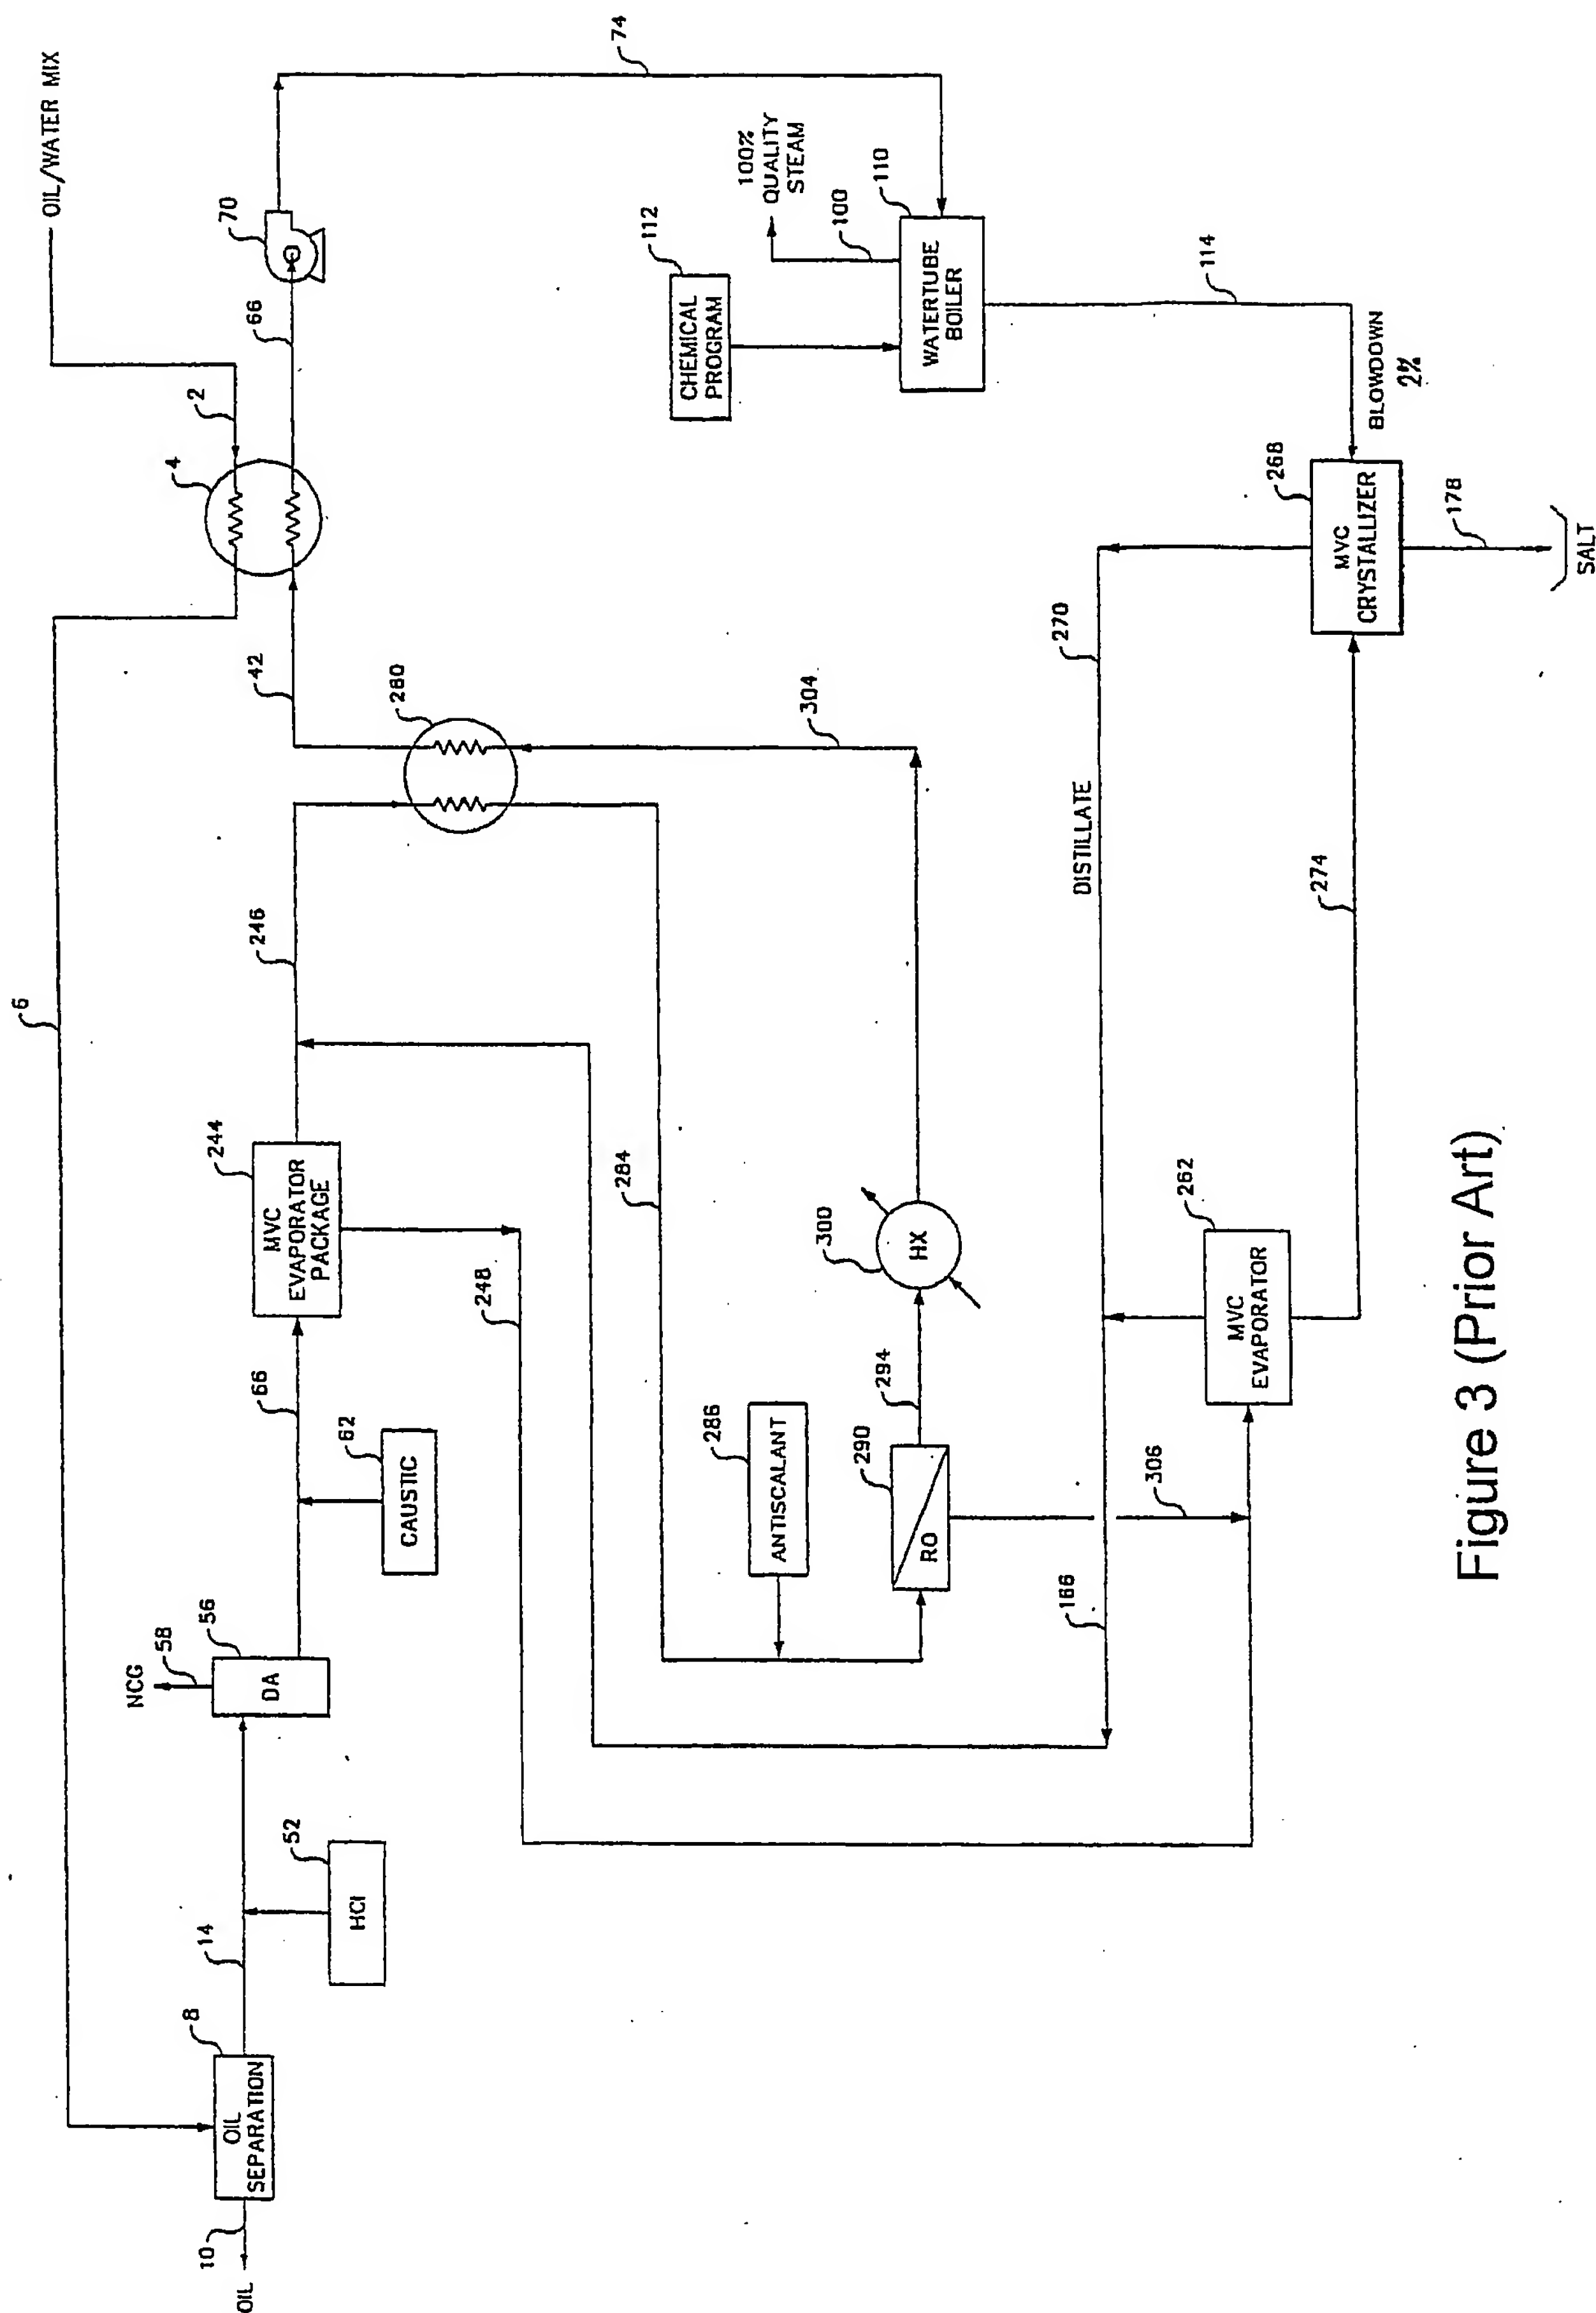 OIL/WATER MIX
2
4
6
66
70
74
42
280
304
246
244
MVC
EVAPORATOR
PACKAGE
248
284
66
62
CAUSTIC
NCG
58
56
DA
52
HCl
14
8
OIL
SEPARATION
10
OIL
112
CHEMICAL
PROGRAM
100%
QUALITY
STEAM
100
110
WATERTUBE
BOILER
114
BLOWDOWN
2%
268
MVC
CRYSTALLIZER
178
SALT
270
DISTILLATE
274
300
HX
294
286
ANTISCALANT
290
RO
306
262
MVC
EVAPORATOR
166
Figure 3 (Prior Art)